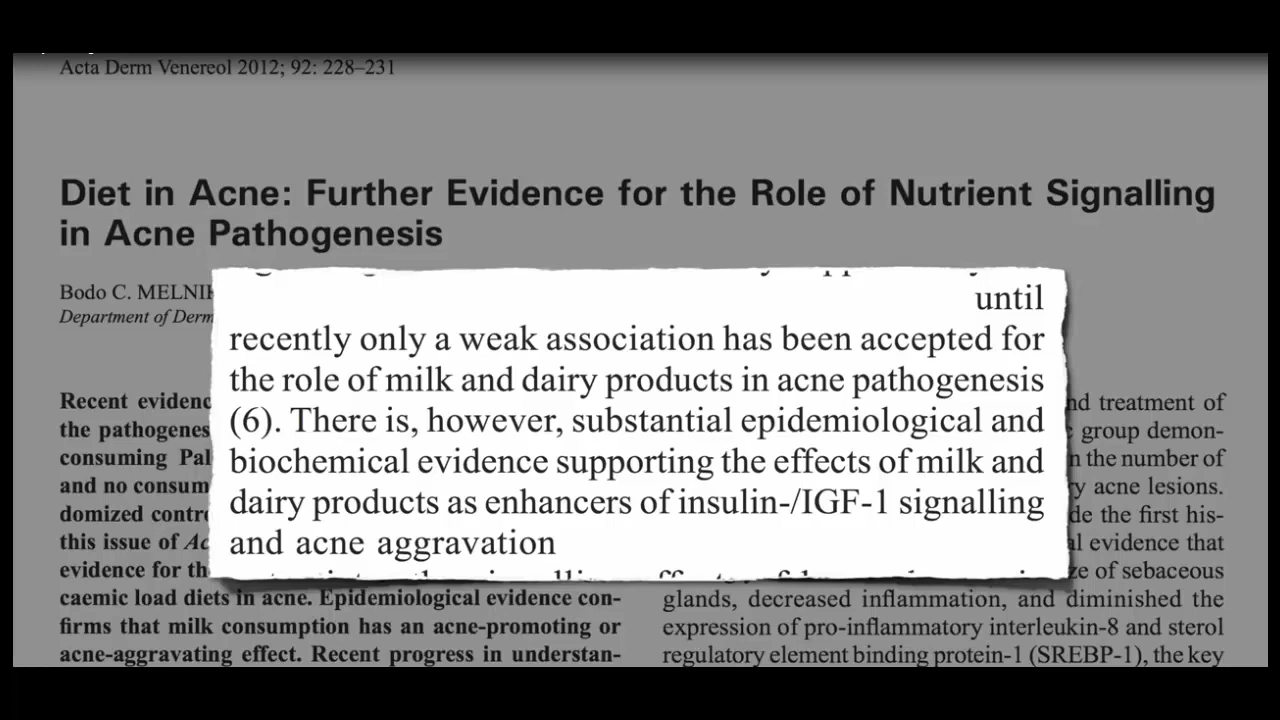 Acta Derm Venereol 2012; 92: 228–231
Diet in Acne: Further Evidence for the Role of Nutrient Signalling
in Acne Pathogenesis
Bodo C. MELNIK
Department of Derm
until
recently only a weak association has been accepted for
the role of milk and dairy products in acne pathogenesis
(6). There is, however, substantial epidemiological and
biochemical evidence supporting the effects of milk and
dairy products as enhancers of insulin-/IGF-1 signalling
and acne aggravation
Recent evidenc
the pathogenes
consuming Pal
and no consum
domized contro
this issue of Ac
evidence for th
caemic load diets in acne. Epidemiological evidence con-
firms that milk consumption has an acne-promoting or
acne-aggravating effect. Recent progress in understan-
nd treatment of
group demon-
n the number of
ry acne lesions.
de the first his-
al evidence that
ze of sebaceous
glands, decreased inflammation, and diminished the
expression of pro-inflammatory interleukin-8 and sterol
regulatory element binding protein-1 (SREBP-1), the key